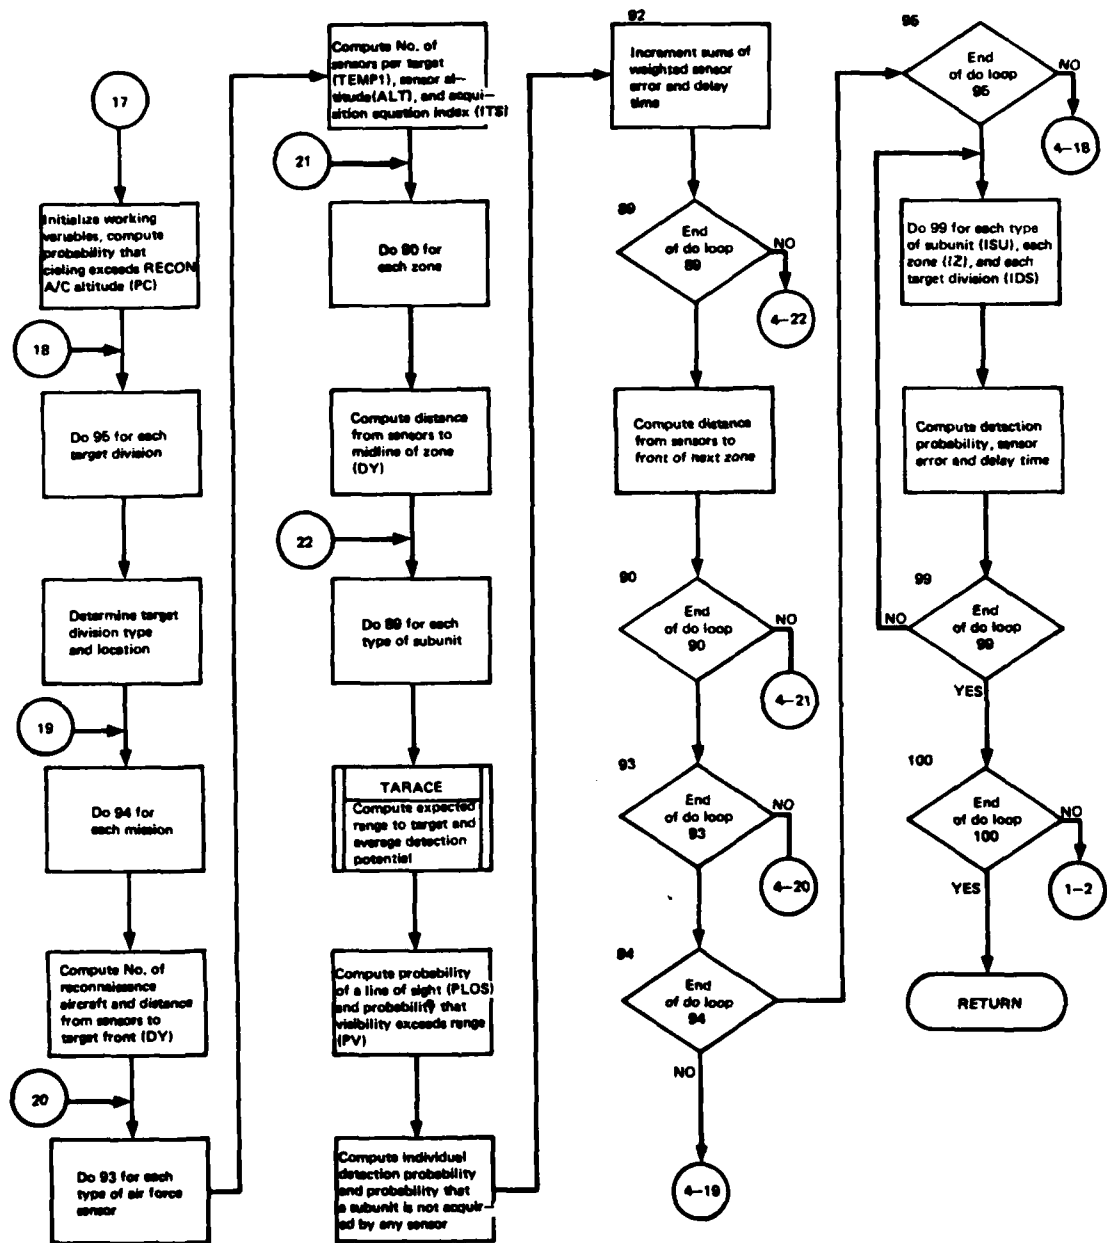 17
Initialize working
variables, compute
probability that
cieling exceeds RECON
A/C altitude (PC)
18
Do 95 for each
target division
Determine target
division type
and location
19
Do 94 for
each mission
Compute No. of
reconnaissance
aircraft and distance
from sensors to
target front (DY)
20
Do 93 for each
type of air force
sensor
Compute No. of
sensors per target
(TEMP1), sensor al-
titude(ALT), and acqui-
sition equation index (ITS)
21
Do 90 for
each zone
Compute distance
from sensors to
midline of zone
(DY)
22
Do 89 for each
type of subunit
TARACE
Compute expected
range to target and
average detection
potential
Compute probability
of a line of sight (PLOS)
and probability that
visibility exceeds range
(PV)
Compute individual
detection probability
and probability that
a subunit is not acquir-
ed by any sensor
92
Increment sums of
weighted sensor
error and delay
time
89
End
of do loop
89
NO
4-22
Compute distance
from sensors to
front of next zone
90
End
of do loop
90
NO
4-21
93
End
of do loop
93
NO
4-20
94
End
of do loop
94
NO
4-19
95
End
of do loop
95
NO
4-18
Do 99 for each type
of subunit (ISU), each
zone (IZ), and each
target division (IDS)
Compute detection
probability, sensor
error and delay time
99
End
of do loop
99
NO
YES
100
End
of do loop
100
NO
1-2
YES
RETURN